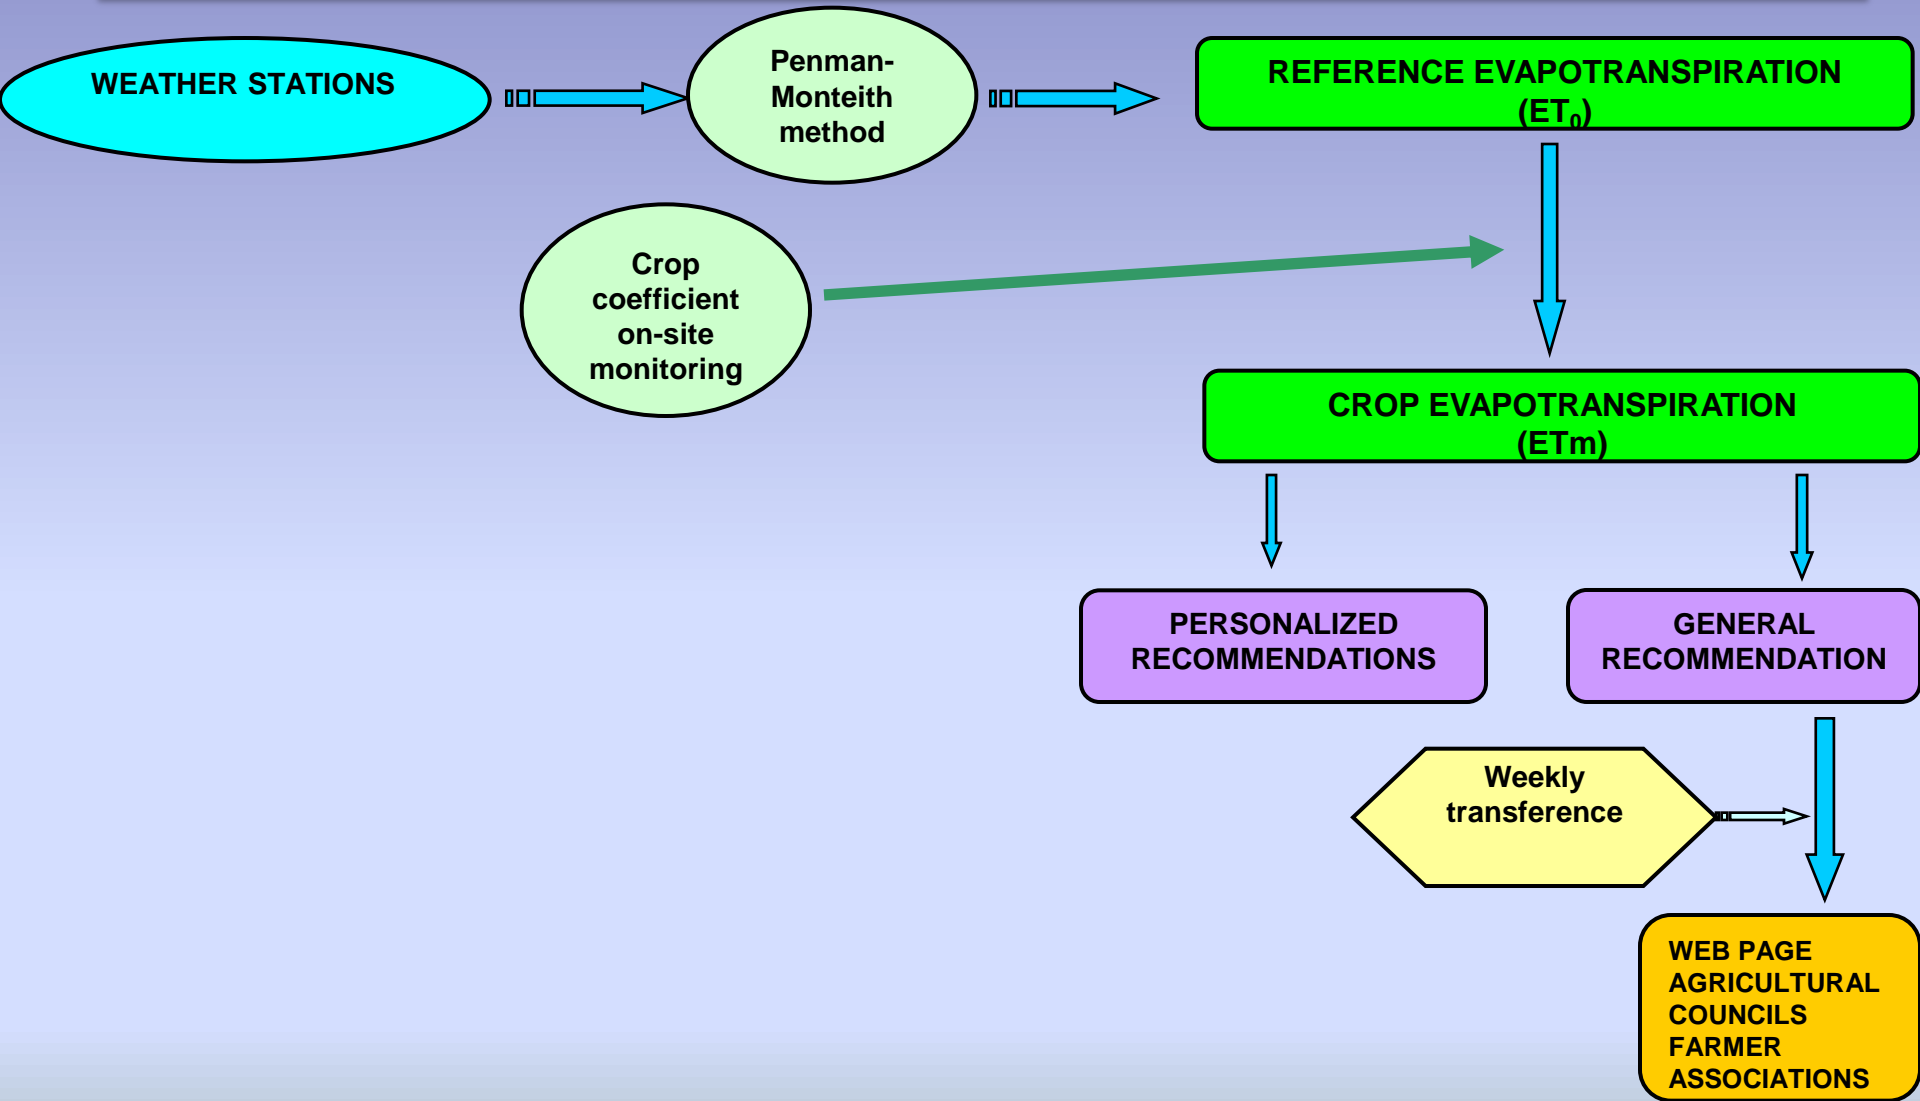 WEATHER STATIONS
Penman-
Monteith
method
REFERENCE EVAPOTRANSPIRATION
(ET₀)
Crop
coefficient
on-site
monitoring
CROP EVAPOTRANSPIRATION
(ETm)
PERSONALIZED
RECOMMENDATIONS
GENERAL
RECOMMENDATION
Weekly
transference
WEB PAGE
AGRICULTURAL
COUNCILS
FARMER
ASSOCIATIONS